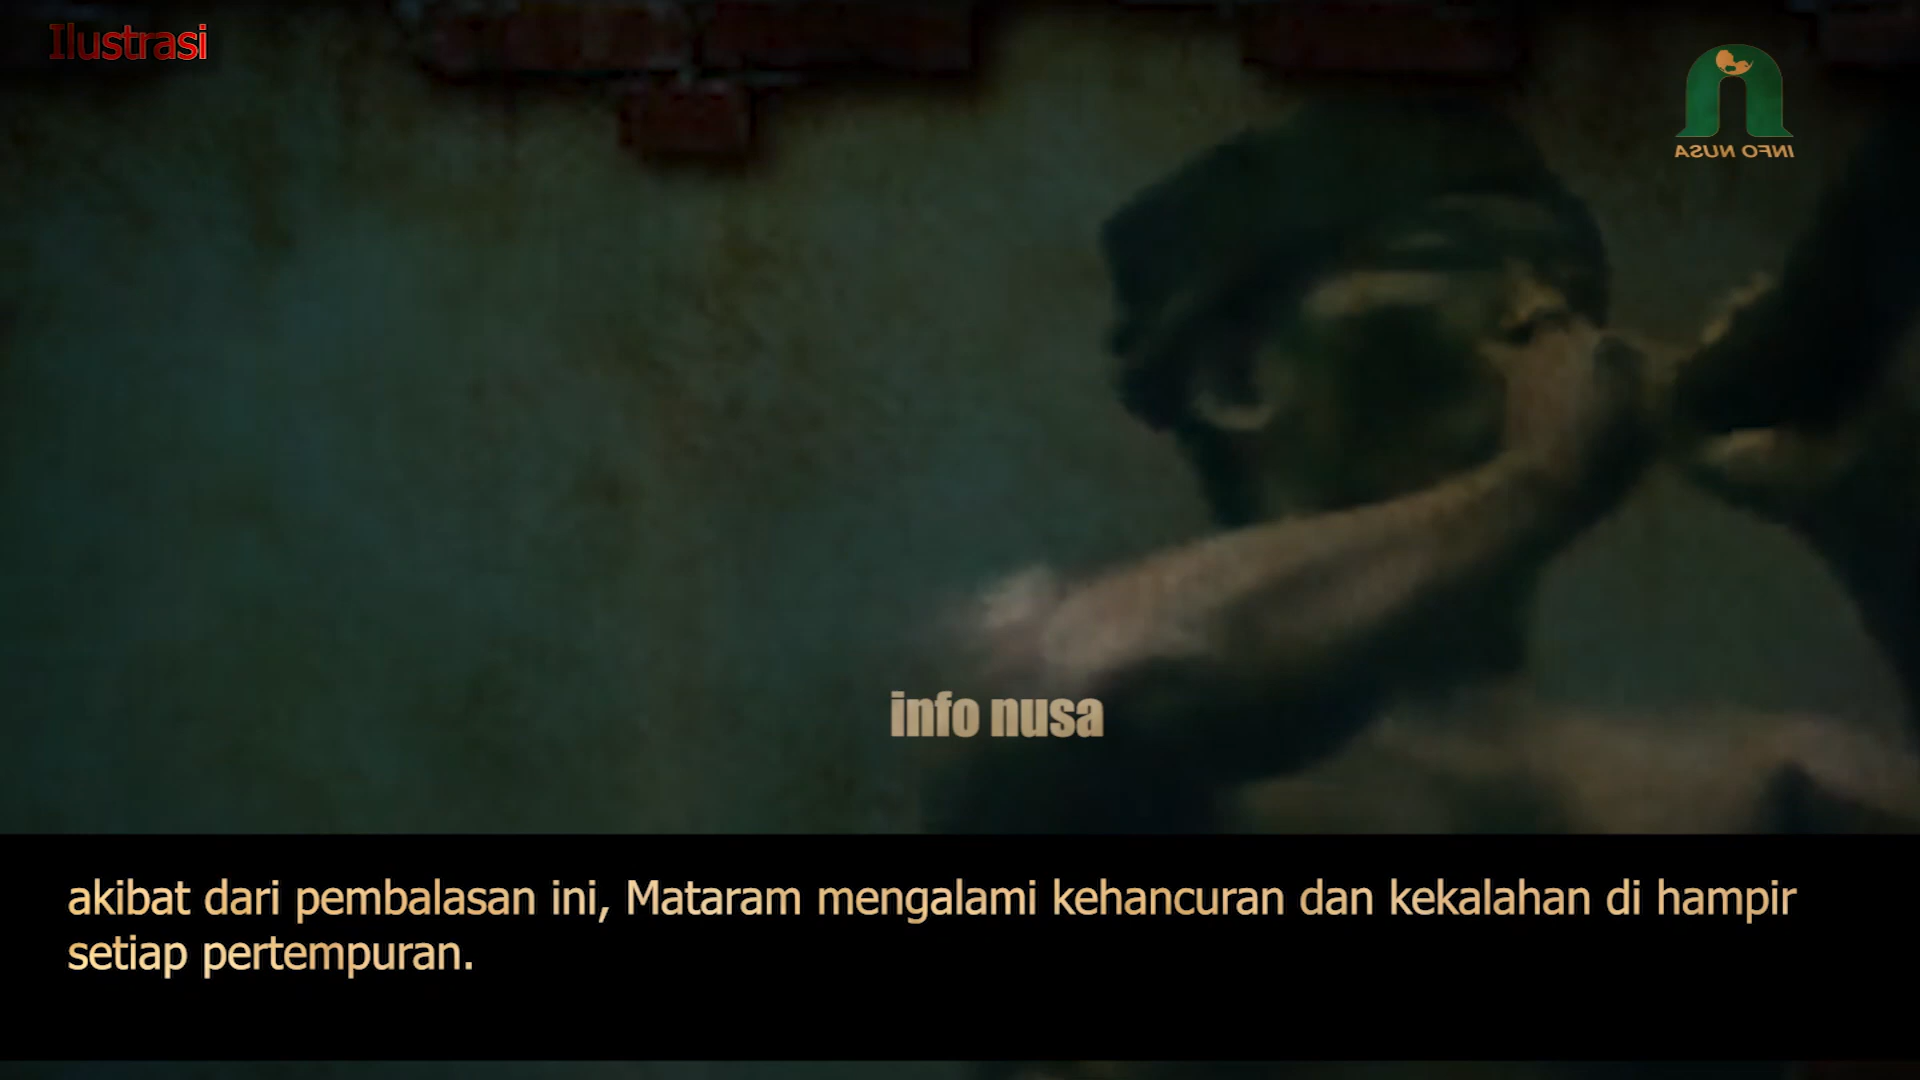 Ilustrasi
INFO NUSA
info nusa
akibat dari pembalasan ini, Mataram mengalami kehancuran dan kekalahan di hampir
setiap pertempuran.